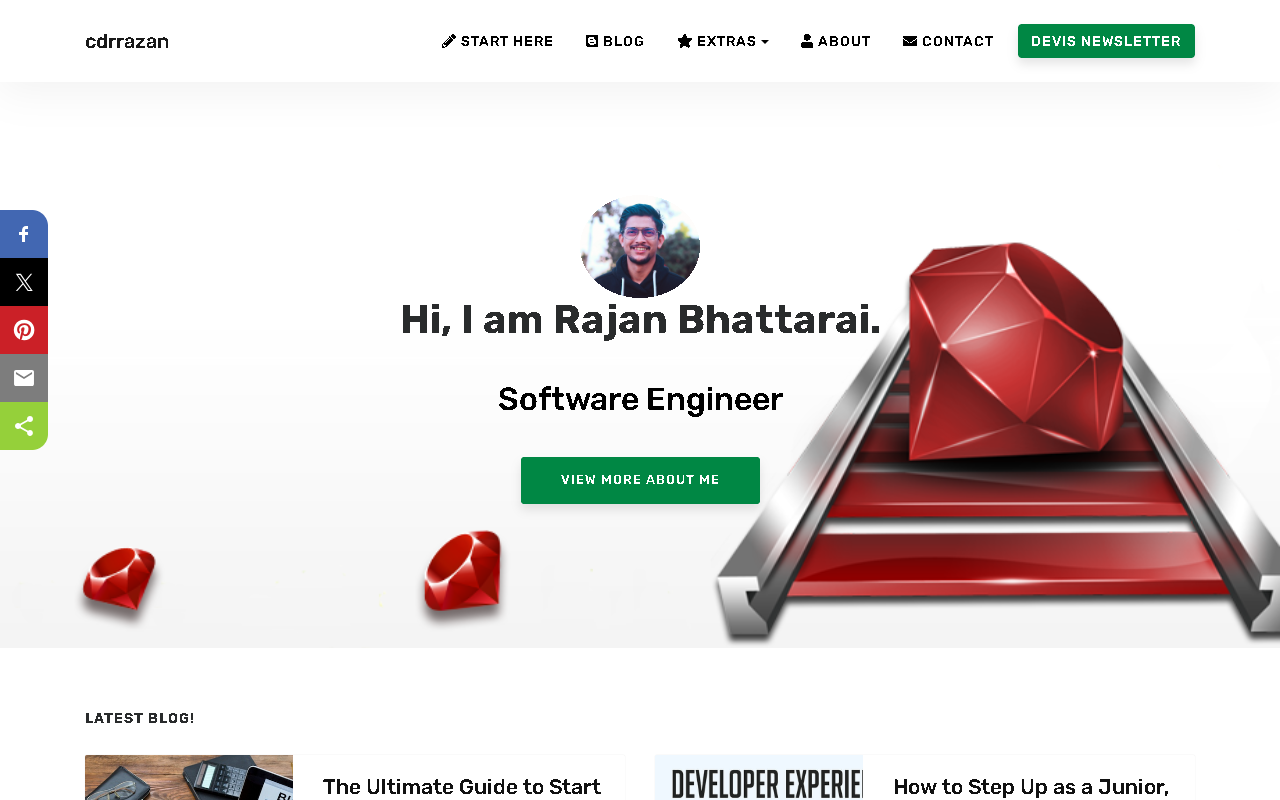 cdrrazan
START HERE
BLOG
EXTRAS
ABOUT
CONTACT
DEVIS NEWSLETTER
Hi, I am Rajan Bhattarai.
Software Engineer
VIEW MORE ABOUT ME
LATEST BLOG!
The Ultimate Guide to Start
DEVELOPER EXPERIE
How to Step Up as a Junior,